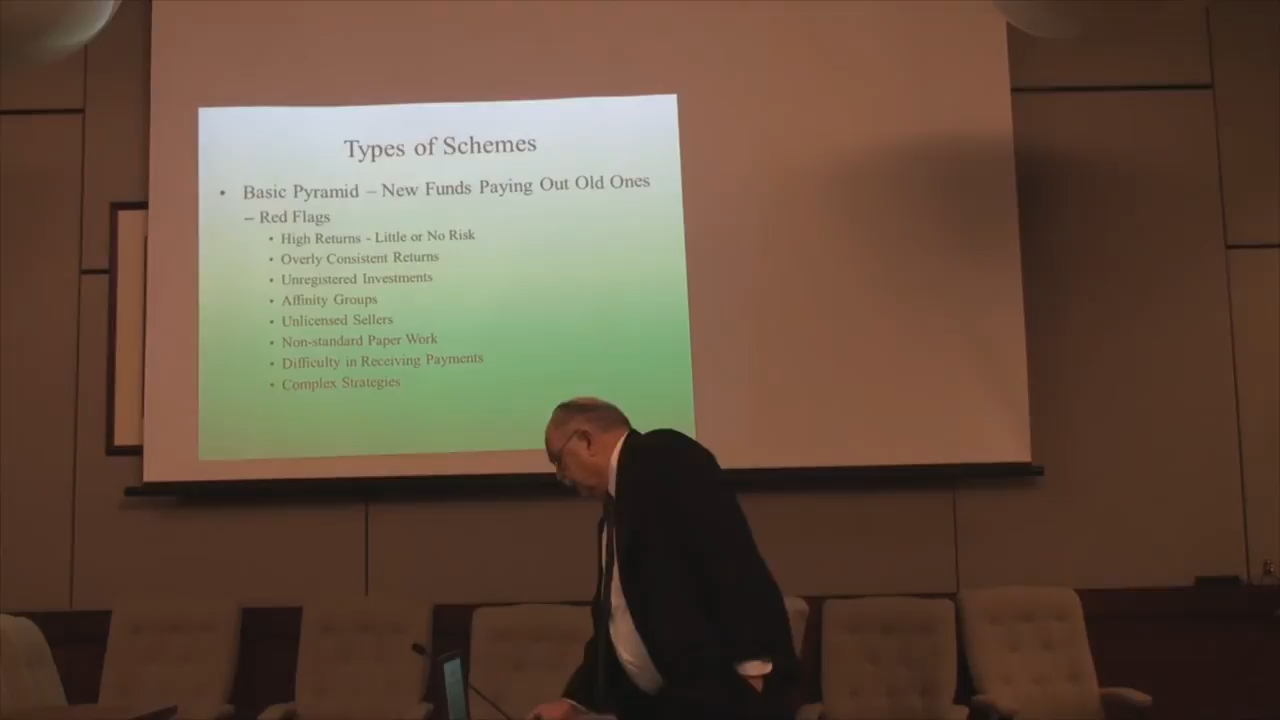 Types of Schemes
• Basic Pyramid – New Funds Paying Out Old Ones
– Red Flags
• High Returns - Little or No Risk
• Overly Consistent Returns
• Unregistered Investments
• Affinity Groups
• Unlicensed Sellers
• Non-standard Paper Work
• Difficulty in Receiving Payments
• Complex Strategies